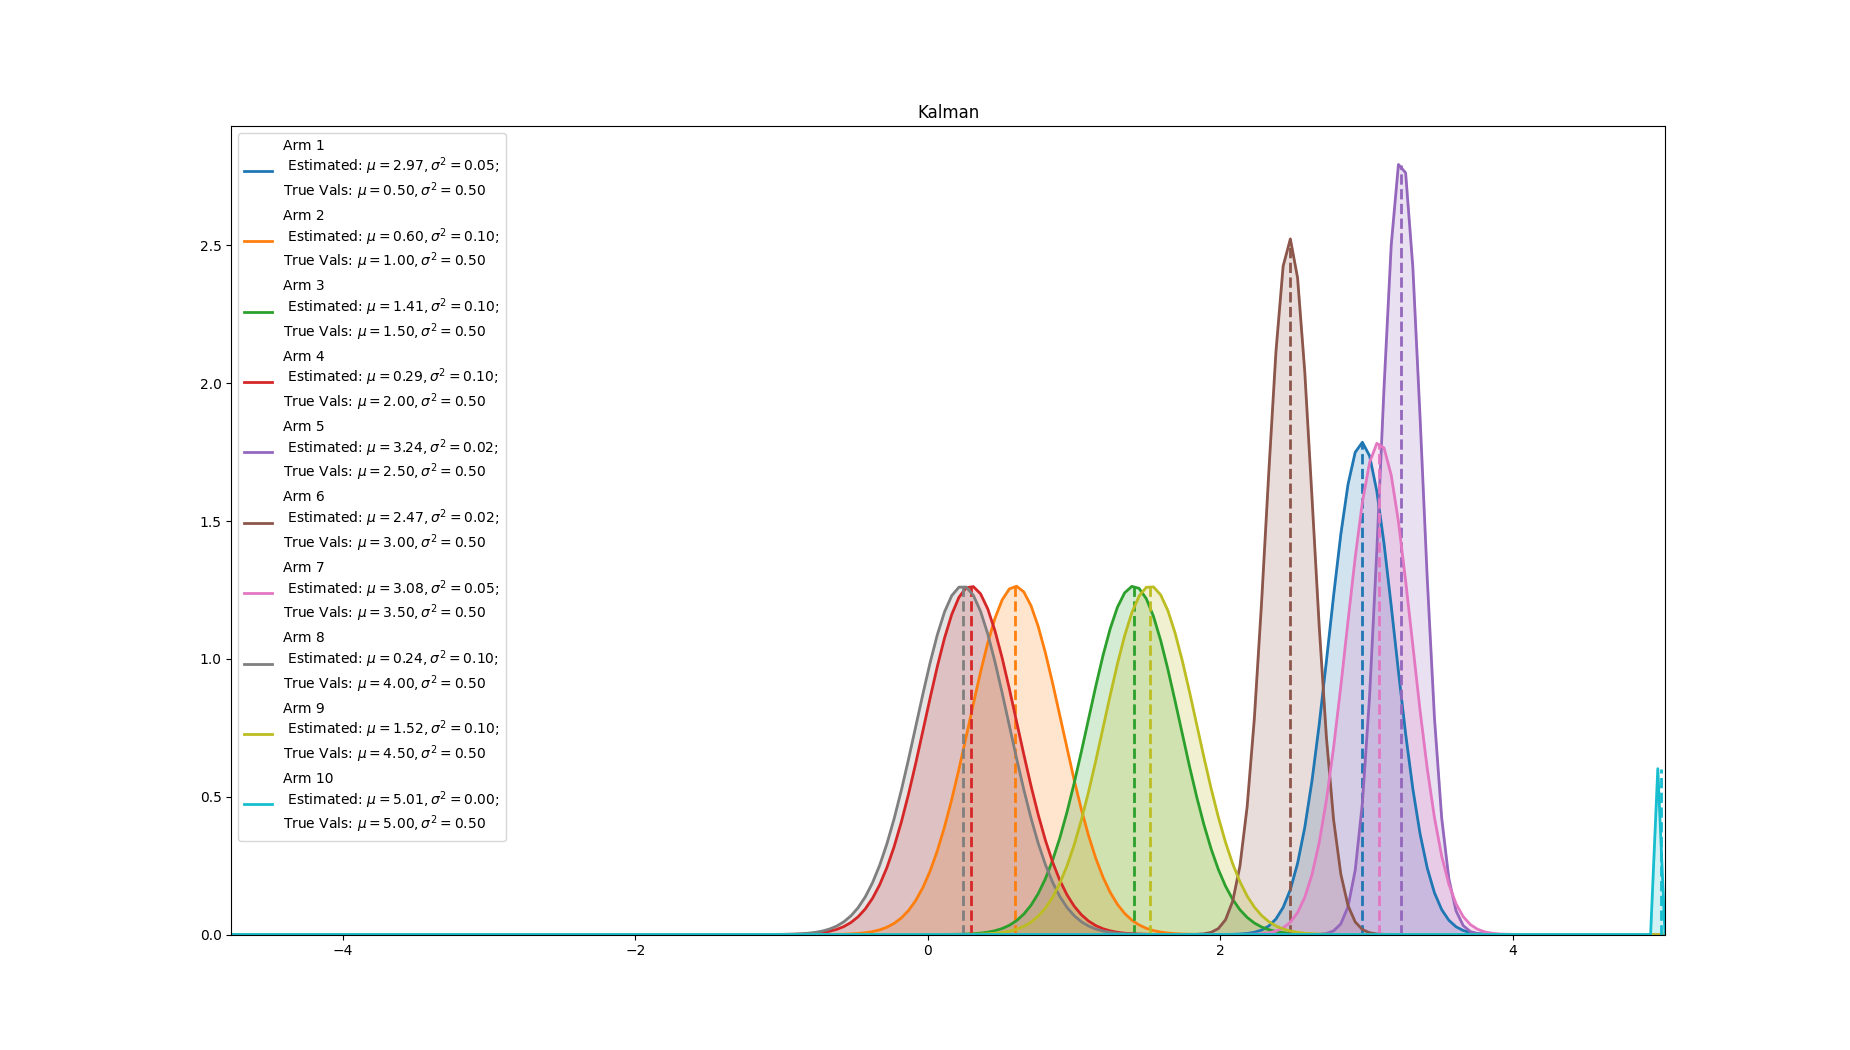 Kalman
Arm 1
Estimated: μ = 2.97, σ² = 0.05;
True Vals: μ = 0.50, σ² = 0.50
Arm 2
Estimated: μ = 0.60, σ² = 0.10;
True Vals: μ = 1.00, σ² = 0.50
Arm 3
Estimated: μ = 1.41, σ² = 0.10;
True Vals: μ = 1.50, σ² = 0.50
Arm 4
Estimated: μ = 0.29, σ² = 0.10;
True Vals: μ = 2.00, σ² = 0.50
Arm 5
Estimated: μ = 3.24, σ² = 0.02;
True Vals: μ = 2.50, σ² = 0.50
Arm 6
Estimated: μ = 2.47, σ² = 0.02;
True Vals: μ = 3.00, σ² = 0.50
Arm 7
Estimated: μ = 3.08, σ² = 0.05;
True Vals: μ = 3.50, σ² = 0.50
Arm 8
Estimated: μ = 0.24, σ² = 0.10;
True Vals: μ = 4.00, σ² = 0.50
Arm 9
Estimated: μ = 1.52, σ² = 0.10;
True Vals: μ = 4.50, σ² = 0.50
Arm 10
Estimated: μ = 5.01, σ² = 0.00;
True Vals: μ = 5.00, σ² = 0.50
2.5
2.0
1.5
1.0
0.5
0.0
−4 −2 0 2 4